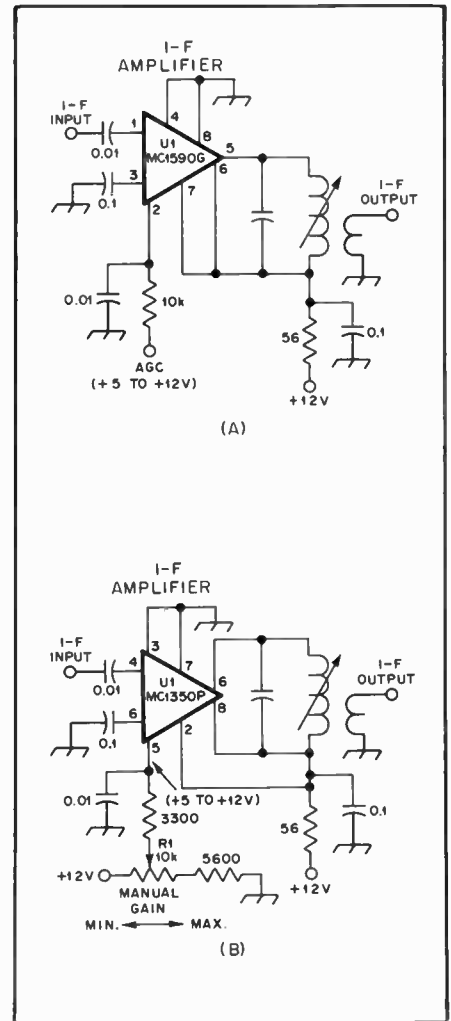 I-F
AMPLIFIER
I-F
INPUT
0.01
1
4
8
U1
MC1590G
5
6
3
0.1
7
2
I-F
OUTPUT
0.01
10k
56
0.1
AGC
(+5 TO +12V)
+12V
(A)
I-F
AMPLIFIER
I-F
INPUT
0.01
4
3
7
U1
MC1350P
6
8
6
0.1
2
5
I-F
OUTPUT
(+5 TO +12V)
0.01
3300
56
0.1
R1
10k
5600
+12V
+12V
MANUAL
GAIN
MIN.
MAX.
(B)